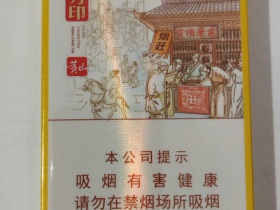 印
黄山
烟庄
本公司提示
吸烟有害健康
请勿在禁烟场所吸烟